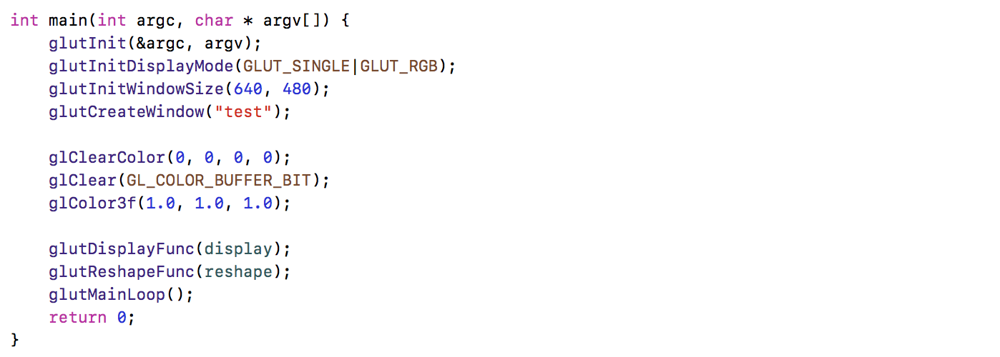 int main(int argc, char * argv[]) {
    glutInit(&argc, argv);
    glutInitDisplayMode(GLUT_SINGLE|GLUT_RGB);
    glutInitWindowSize(640, 480);
    glutCreateWindow("test");

    glClearColor(0, 0, 0, 0);
    glClear(GL_COLOR_BUFFER_BIT);
    glColor3f(1.0, 1.0, 1.0);

    glutDisplayFunc(display);
    glutReshapeFunc(reshape);
    glutMainLoop();
    return 0;
}